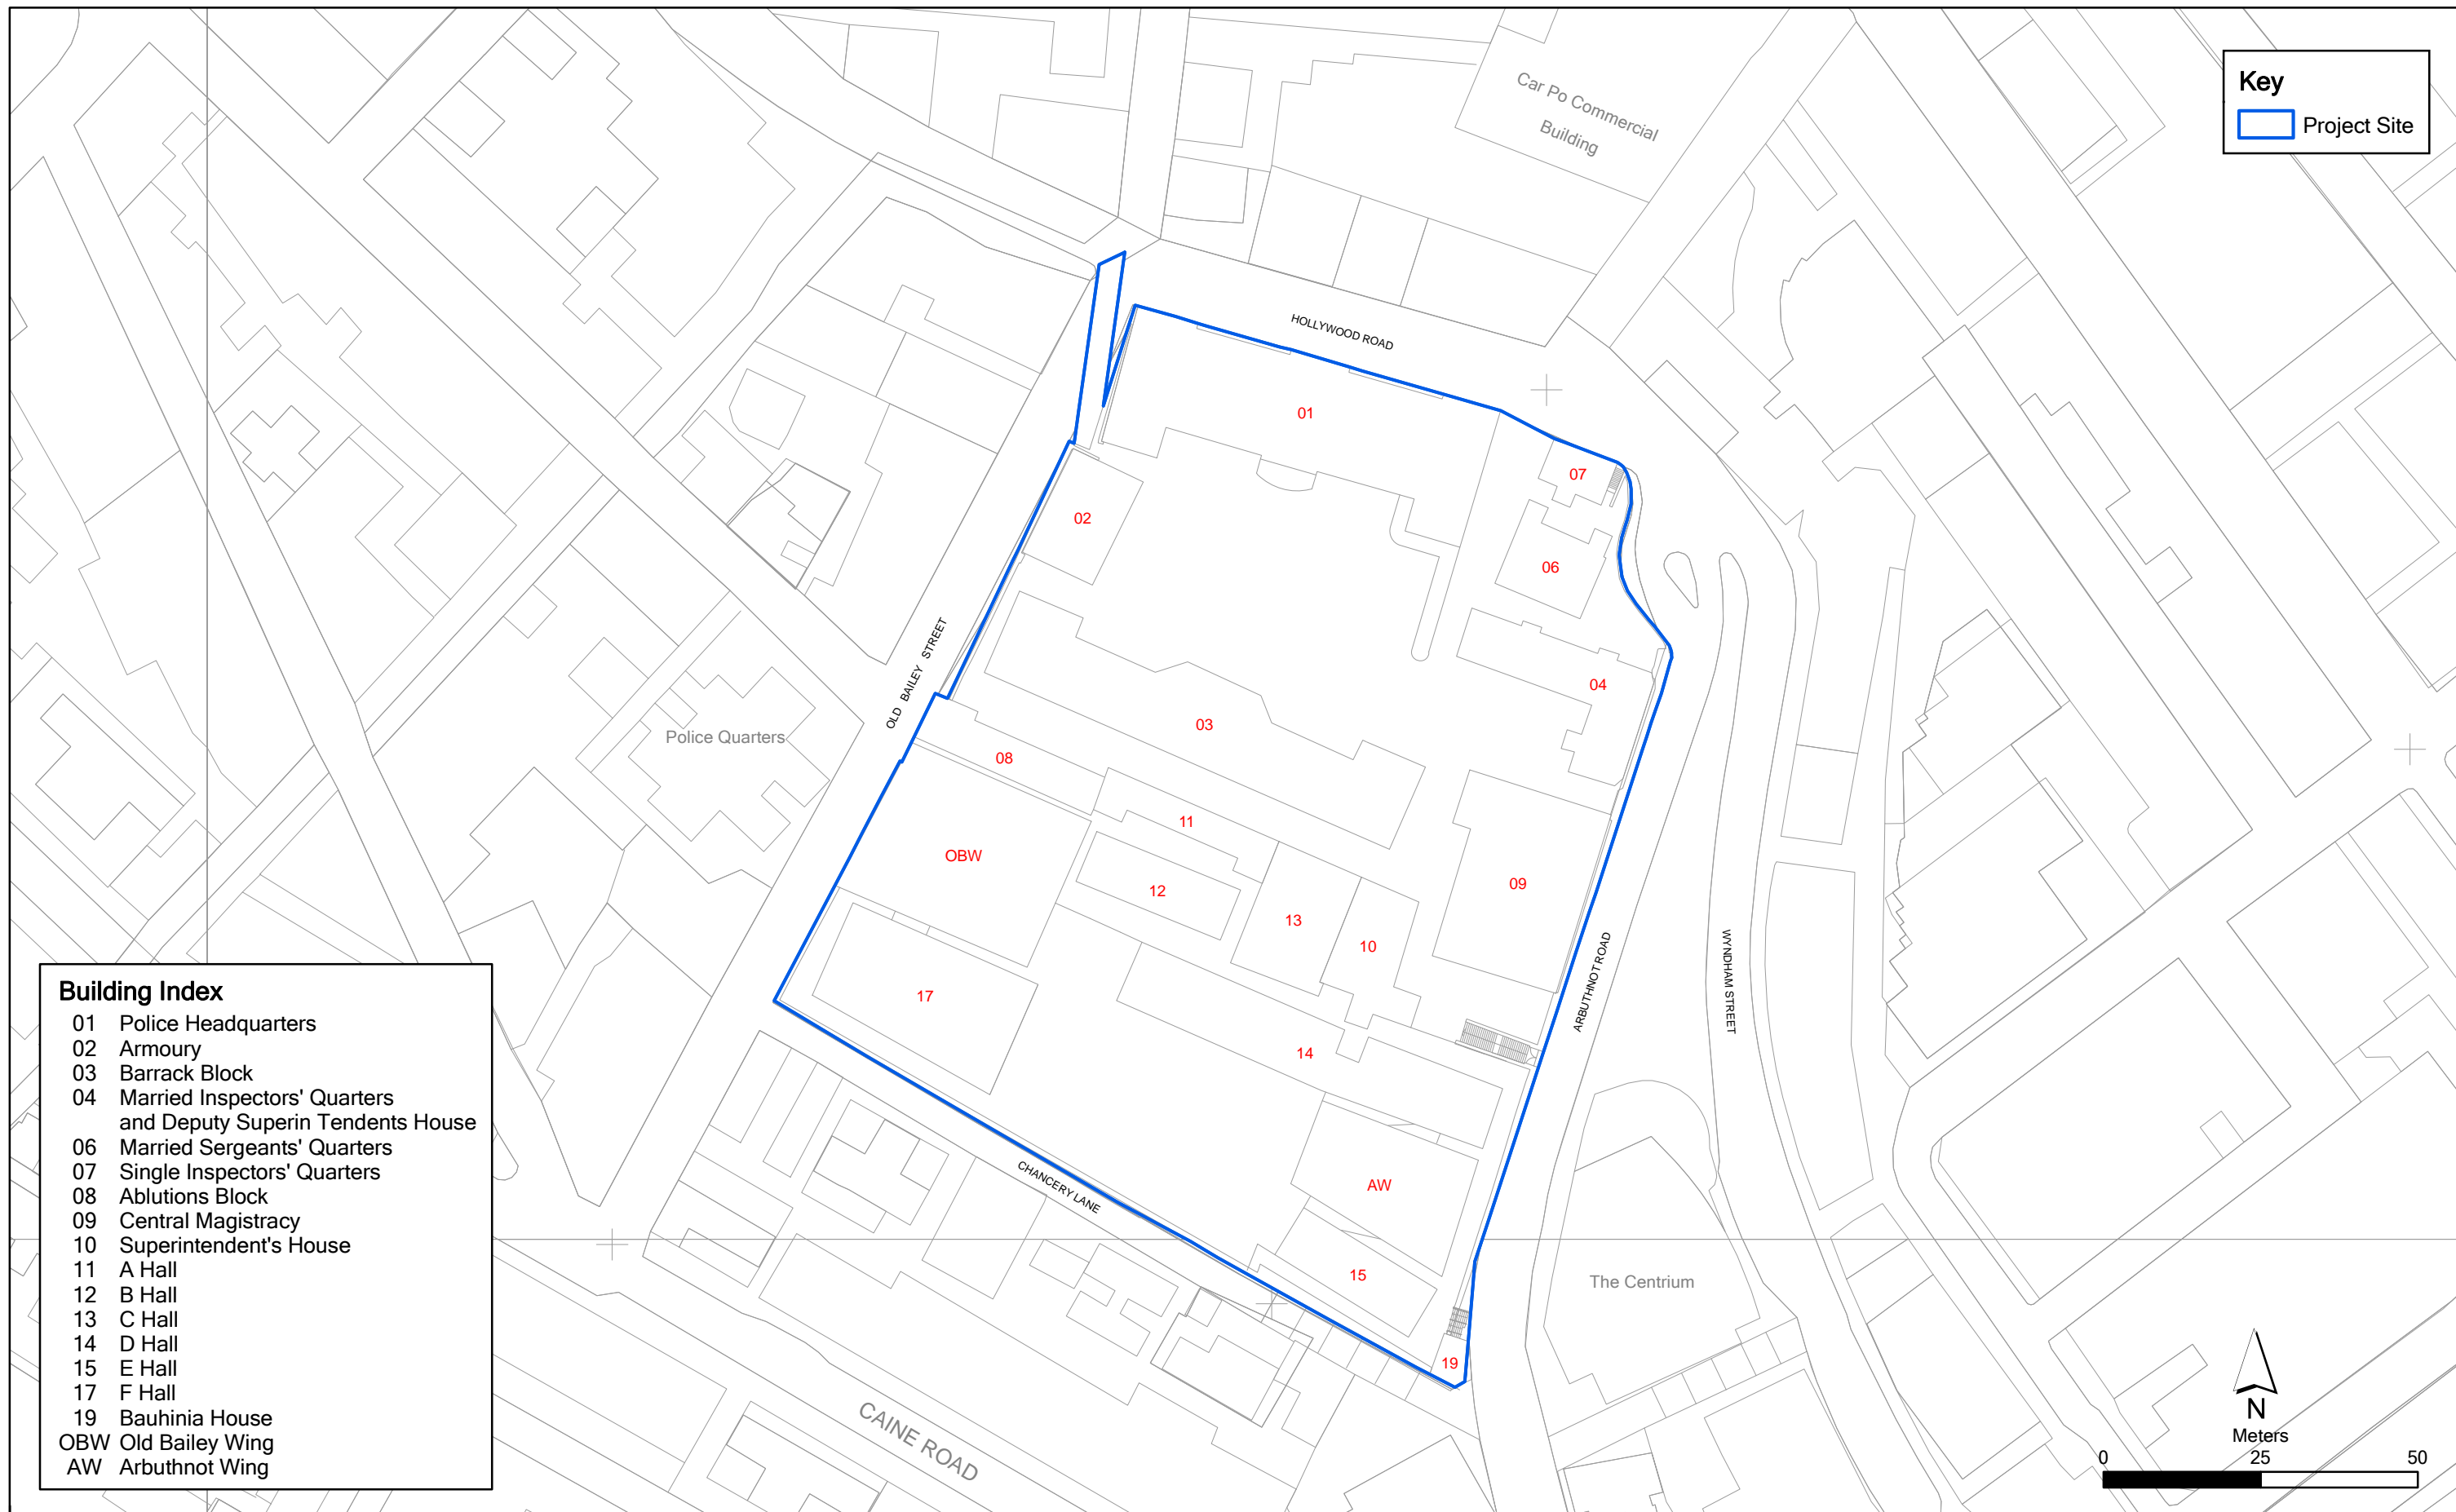 Key
Project Site
Car Po Commercial
Building
HOLLYWOOD ROAD
01
07
02
06
OLD BAILEY STREET
04
03
Police Quarters
08
11
OBW
12
09
13
10
ARBUTHNOT ROAD
WYNDHAM STREET
17
14
CHANCERY LANE
AW
15
The Centrium
19
CAINE ROAD
Building Index
01 Police Headquarters
02 Armoury
03 Barrack Block
04 Married Inspectors' Quarters
and Deputy Superin Tendents House
06 Married Sergeants' Quarters
07 Single Inspectors' Quarters
08 Ablutions Block
09 Central Magistracy
10 Superintendent's House
11 A Hall
12 B Hall
13 C Hall
14 D Hall
15 E Hall
17 F Hall
19 Bauhinia House
OBW Old Bailey Wing
AW Arbuthnot Wing
N
Meters
0 25 50